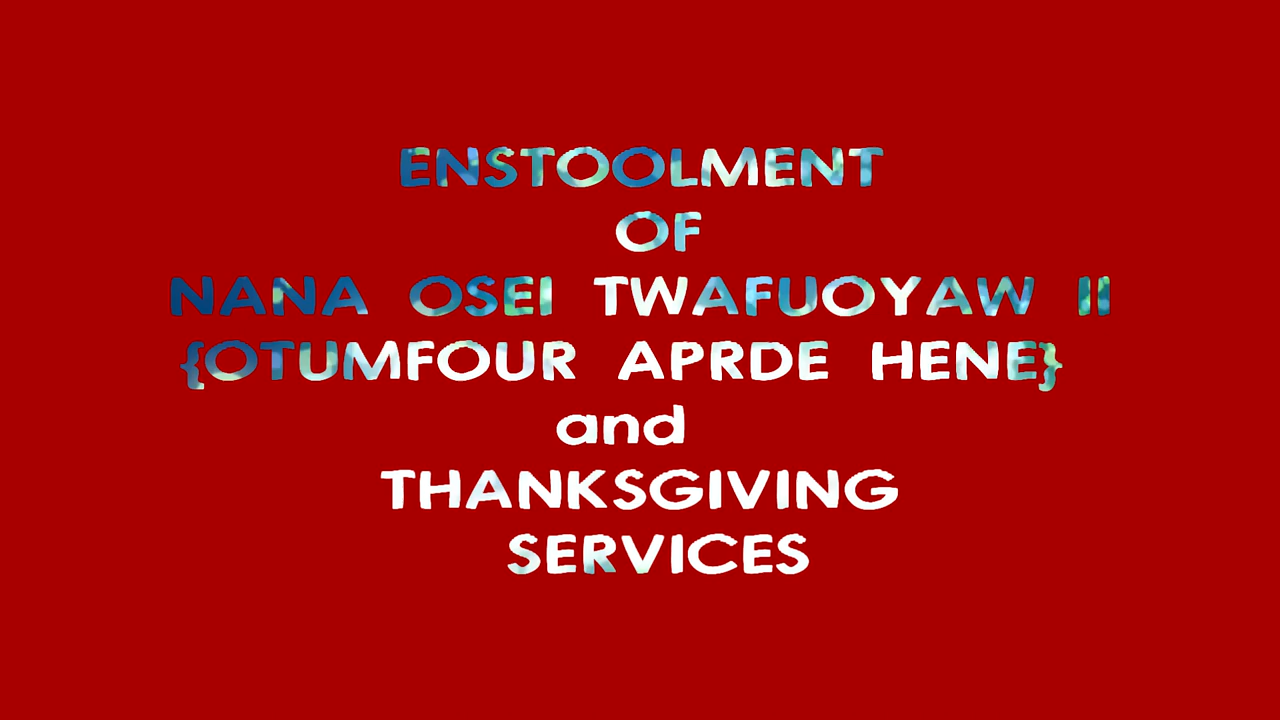 ENSTOOLMENT
OF
NANA OSEI TWAFUOYAW II
{OTUMFOUR APRDE HENE}
and
THANKSGIVING
SERVICES